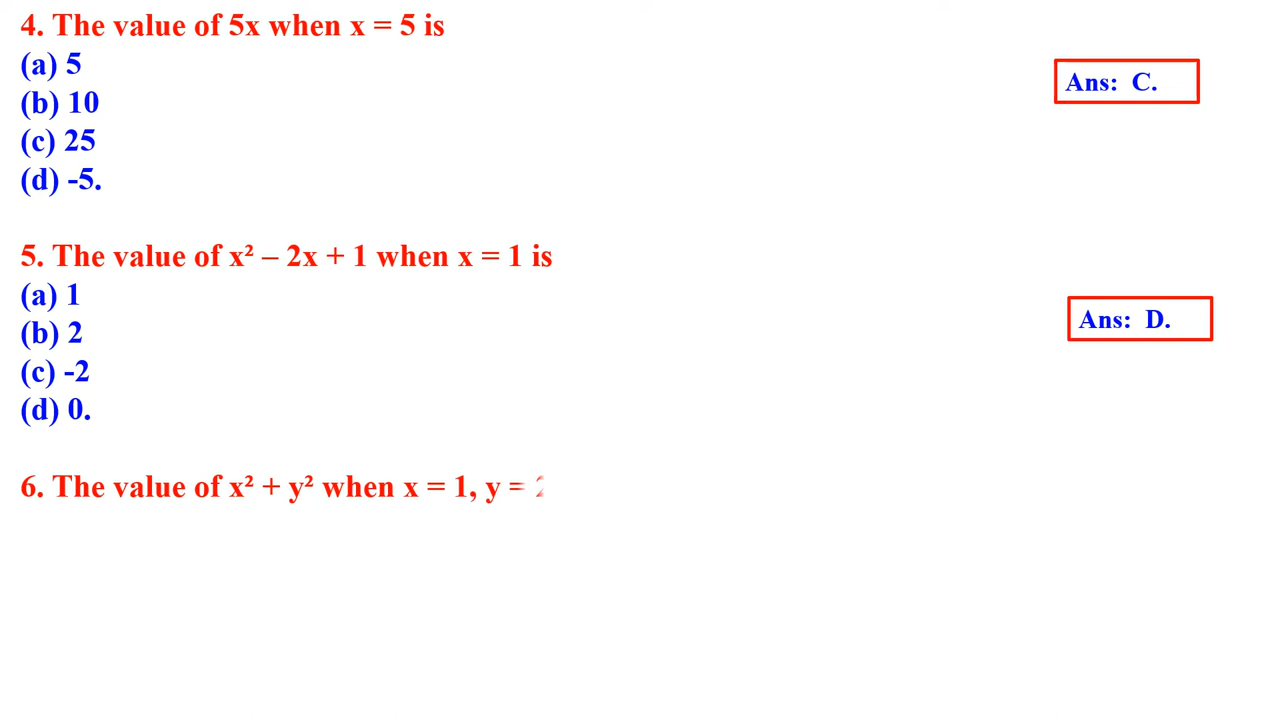 4. The value of 5x when x = 5 is
(a) 5
Ans: C.
(b) 10
(c) 25
(d) -5.
5. The value of x² – 2x + 1 when x = 1 is
(a) 1
Ans: D.
(b) 2
(c) -2
(d) 0.
6. The value of x² + y² when x = 1, y =